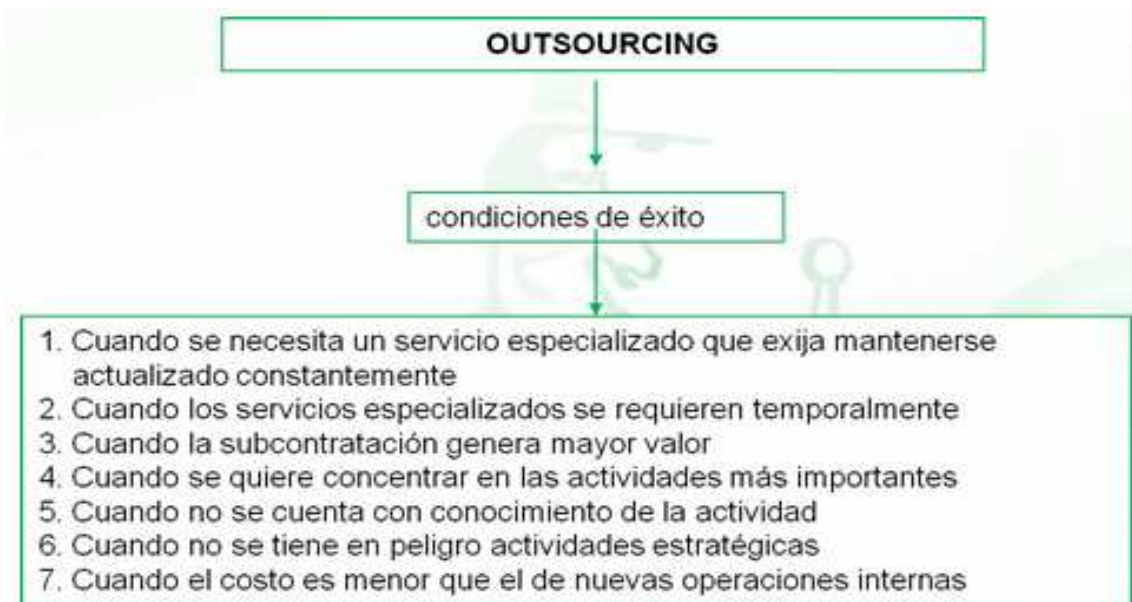 OUTSOURCING
condiciones de éxito
1. Cuando se necesita un servicio especializado que exija mantenerse
actualizado constantemente
2. Cuando los servicios especializados se requieren temporalmente
3. Cuando la subcontratación genera mayor valor
4. Cuando se quiere concentrar en las actividades más importantes
5. Cuando no se cuenta con conocimiento de la actividad
6. Cuando no se tiene en peligro actividades estratégicas
7. Cuando el costo es menor que el de nuevas operaciones internas